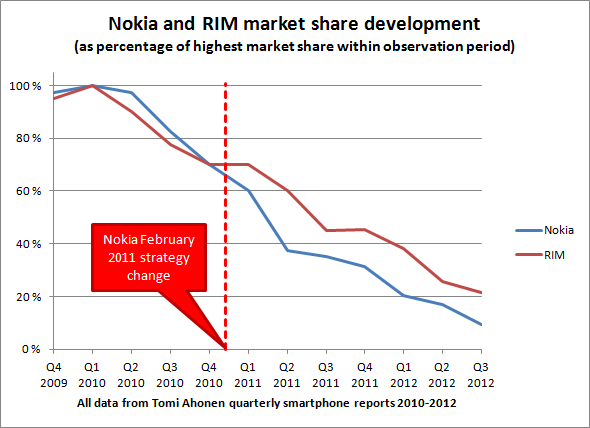 Nokia and RIM market share development
(as percentage of highest market share within observation period)
100 %
80 %
60 %
40 %
20 %
0 %
Nokia February
2011 strategy
change
Nokia
RIM
Q4 Q1 Q2 Q3 Q4 Q1 Q2 Q3 Q4 Q1 Q2 Q3
2009 2010 2010 2010 2010 2011 2011 2011 2011 2012 2012 2012
All data from Tomi Ahonen quarterly smartphone reports 2010-2012